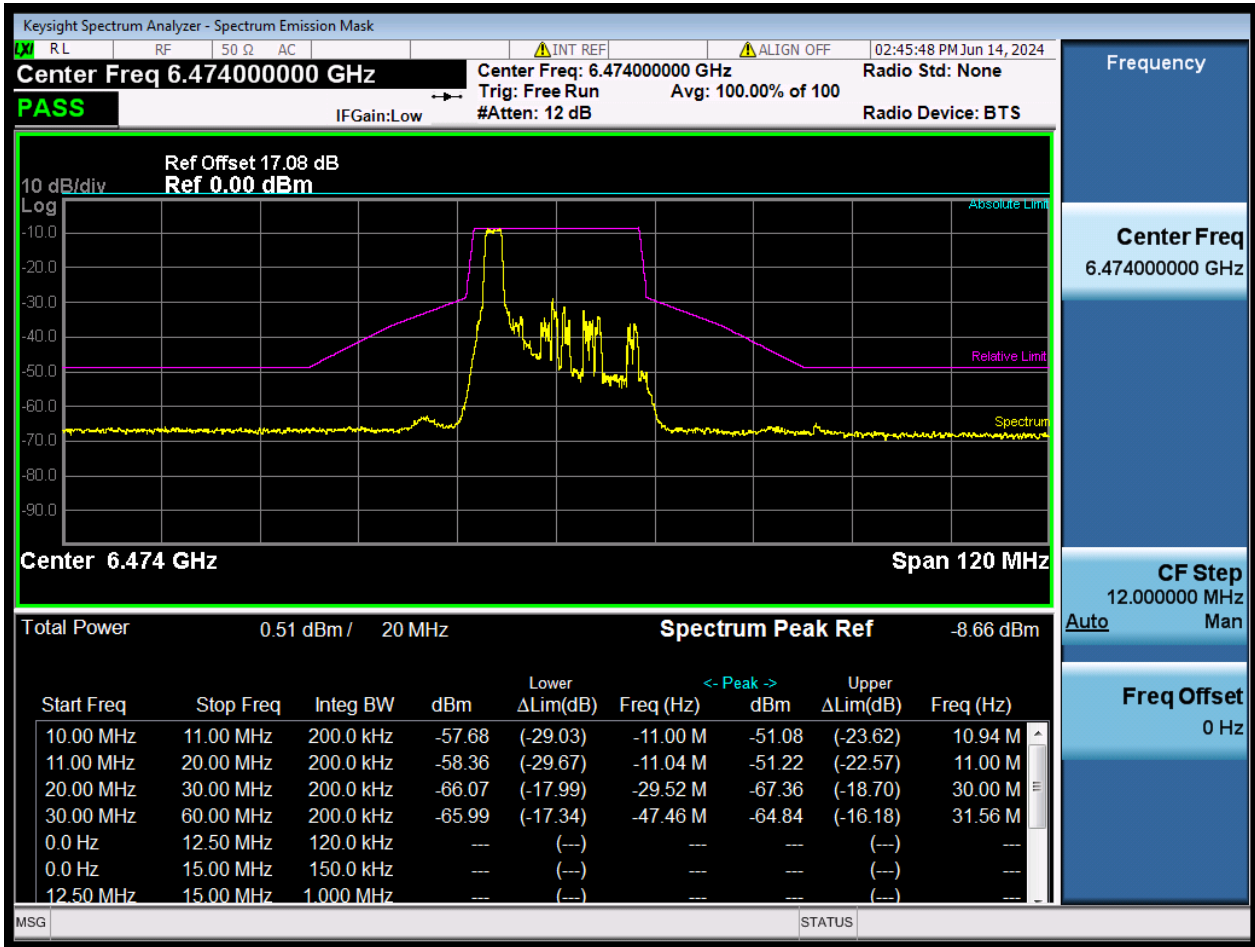 Keysight Spectrum Analyzer - Spectrum Emission Mask
LXI RL RF 50 Ω AC INT REF ALIGN OFF 02:45:48 PM Jun 14, 2024
Center Freq 6.474000000 GHz
PASS
IFGain:Low
Center Freq: 6.474000000 GHz
Trig: Free Run Avg: 100.00% of 100
#Atten: 12 dB
Radio Std: None
Radio Device: BTS
Ref Offset 17.08 dB
10 dB/div Ref 0.00 dBm
Log
Absolute Limit
-10.0
-20.0
-30.0
-40.0
Relative Limit
-50.0
-60.0
Spectrum
-70.0
-80.0
-90.0
Center 6.474 GHz Span 120 MHz
Total Power 0.51 dBm / 20 MHz Spectrum Peak Ref -8.66 dBm
Lower <- Peak -> Upper
Start Freq Stop Freq Integ BW dBm ΔLim(dB) Freq (Hz) dBm ΔLim(dB) Freq (Hz)
10.00 MHz 11.00 MHz 200.0 kHz -57.68 (-29.03) -11.00 M -51.08 (-23.62) 10.94 M
11.00 MHz 20.00 MHz 200.0 kHz -58.36 (-29.67) -11.04 M -51.22 (-22.57) 11.00 M
20.00 MHz 30.00 MHz 200.0 kHz -66.07 (-17.99) -29.52 M -67.36 (-18.70) 30.00 M
30.00 MHz 60.00 MHz 200.0 kHz -65.99 (-17.34) -47.46 M -64.84 (-16.18) 31.56 M
0.0 Hz 12.50 MHz 120.0 kHz --- (---) --- --- (---) ---
0.0 Hz 15.00 MHz 150.0 kHz --- (---) --- --- (---) ---
12.50 MHz 15.00 MHz 1.000 MHz --- (---) --- --- (---) ---
MSG STATUS
Frequency
Center Freq
6.474000000 GHz
CF Step
12.000000 MHz
Auto Man
Freq Offset
0 Hz